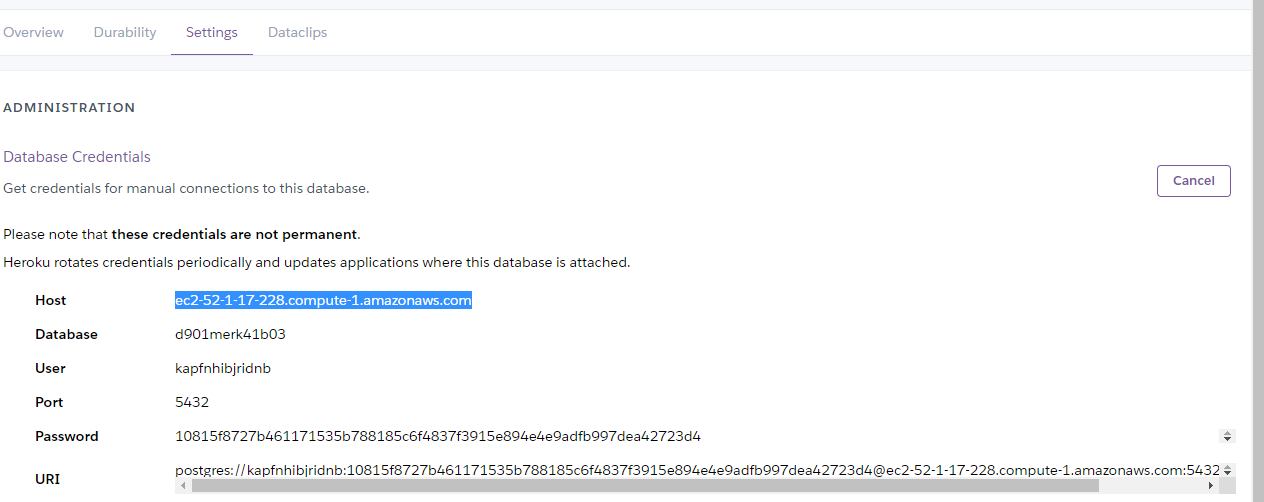 Overview Durability Settings Dataclips
ADMINISTRATION
Database Credentials
Get credentials for manual connections to this database.
Cancel
Please note that these credentials are not permanent.
Heroku rotates credentials periodically and updates applications where this database is attached.
Host ec2-52-1-17-228.compute-1.amazonaws.com
Database d901merk41b03
User kapfnhibjridnb
Port 5432
Password 10815f8727b461171535b788185c6f4837f3915e894e4e9adfb997dea42723d4
URI postgres://kapfnhibjridnb:10815f8727b461171535b788185c6f4837f3915e894e4e9adfb997dea42723d4@ec2-52-1-17-228.compute-1.amazonaws.com:5432